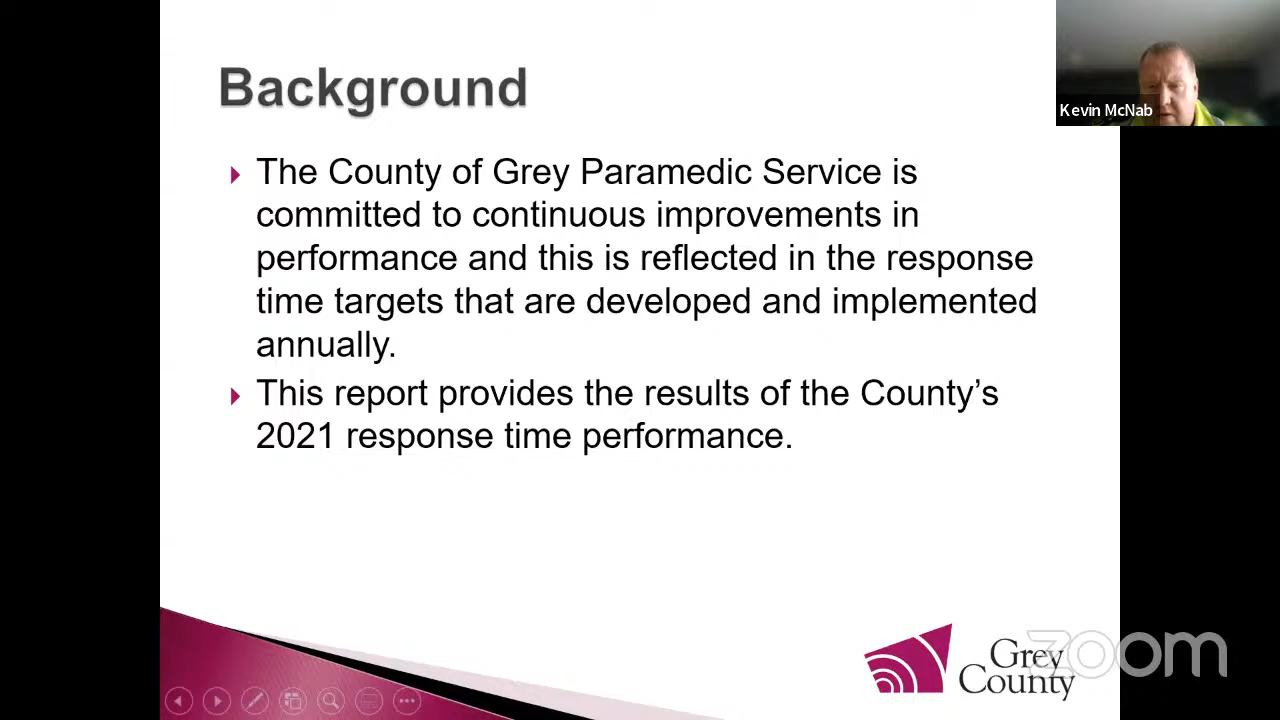 Background
Kevin McNab
The County of Grey Paramedic Service is
committed to continuous improvements in
performance and this is reflected in the response
time targets that are developed and implemented
annually.
This report provides the results of the County’s
2021 response time performance.
Grey
County
zoom